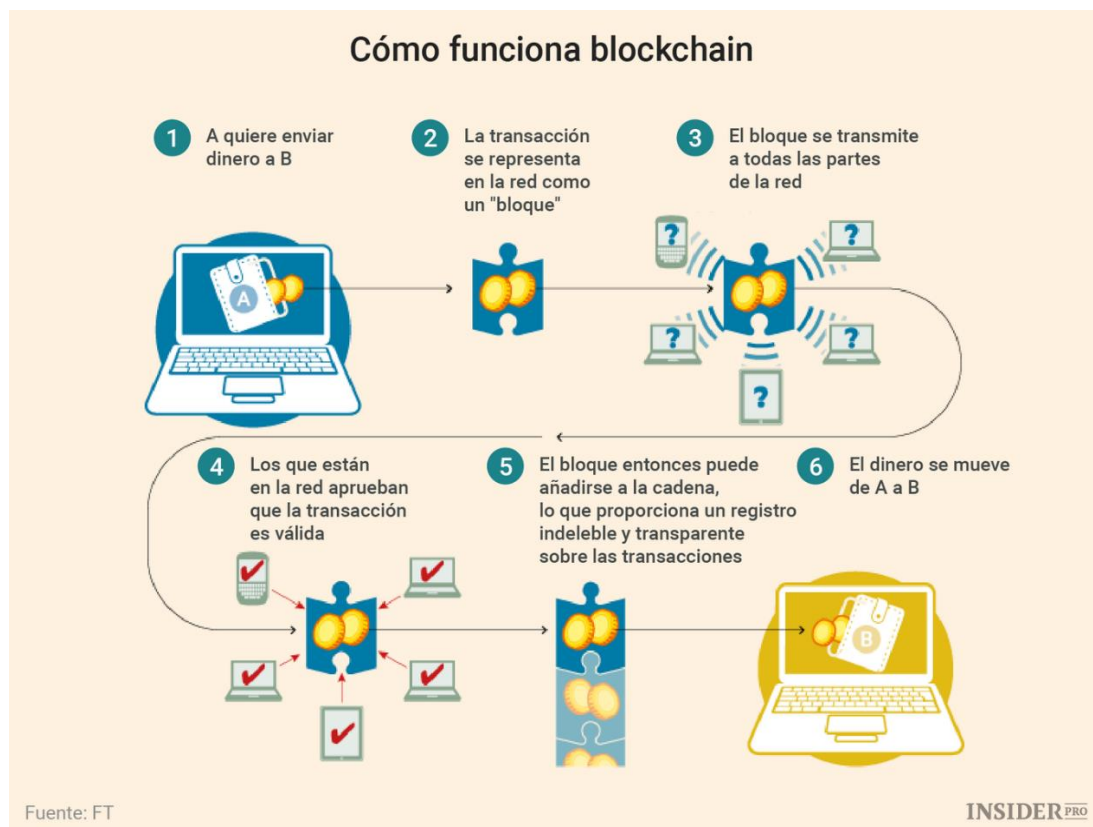 Cómo funciona blockchain
1
A quiere enviar
dinero a B
2
La transacción
se representa
en la red como
un "bloque"
3
El bloque se transmite
a todas las partes
de la red
A
?
?
?
?
?
4
Los que están
en la red aprueban
que la transacción
es válida
5
El bloque entonces puede
añadirse a la cadena,
lo que proporciona un registro
indeleble y transparente
sobre las transacciones
6
El dinero se mueve
de A a B
B
Fuente: FT
INSIDER PRO